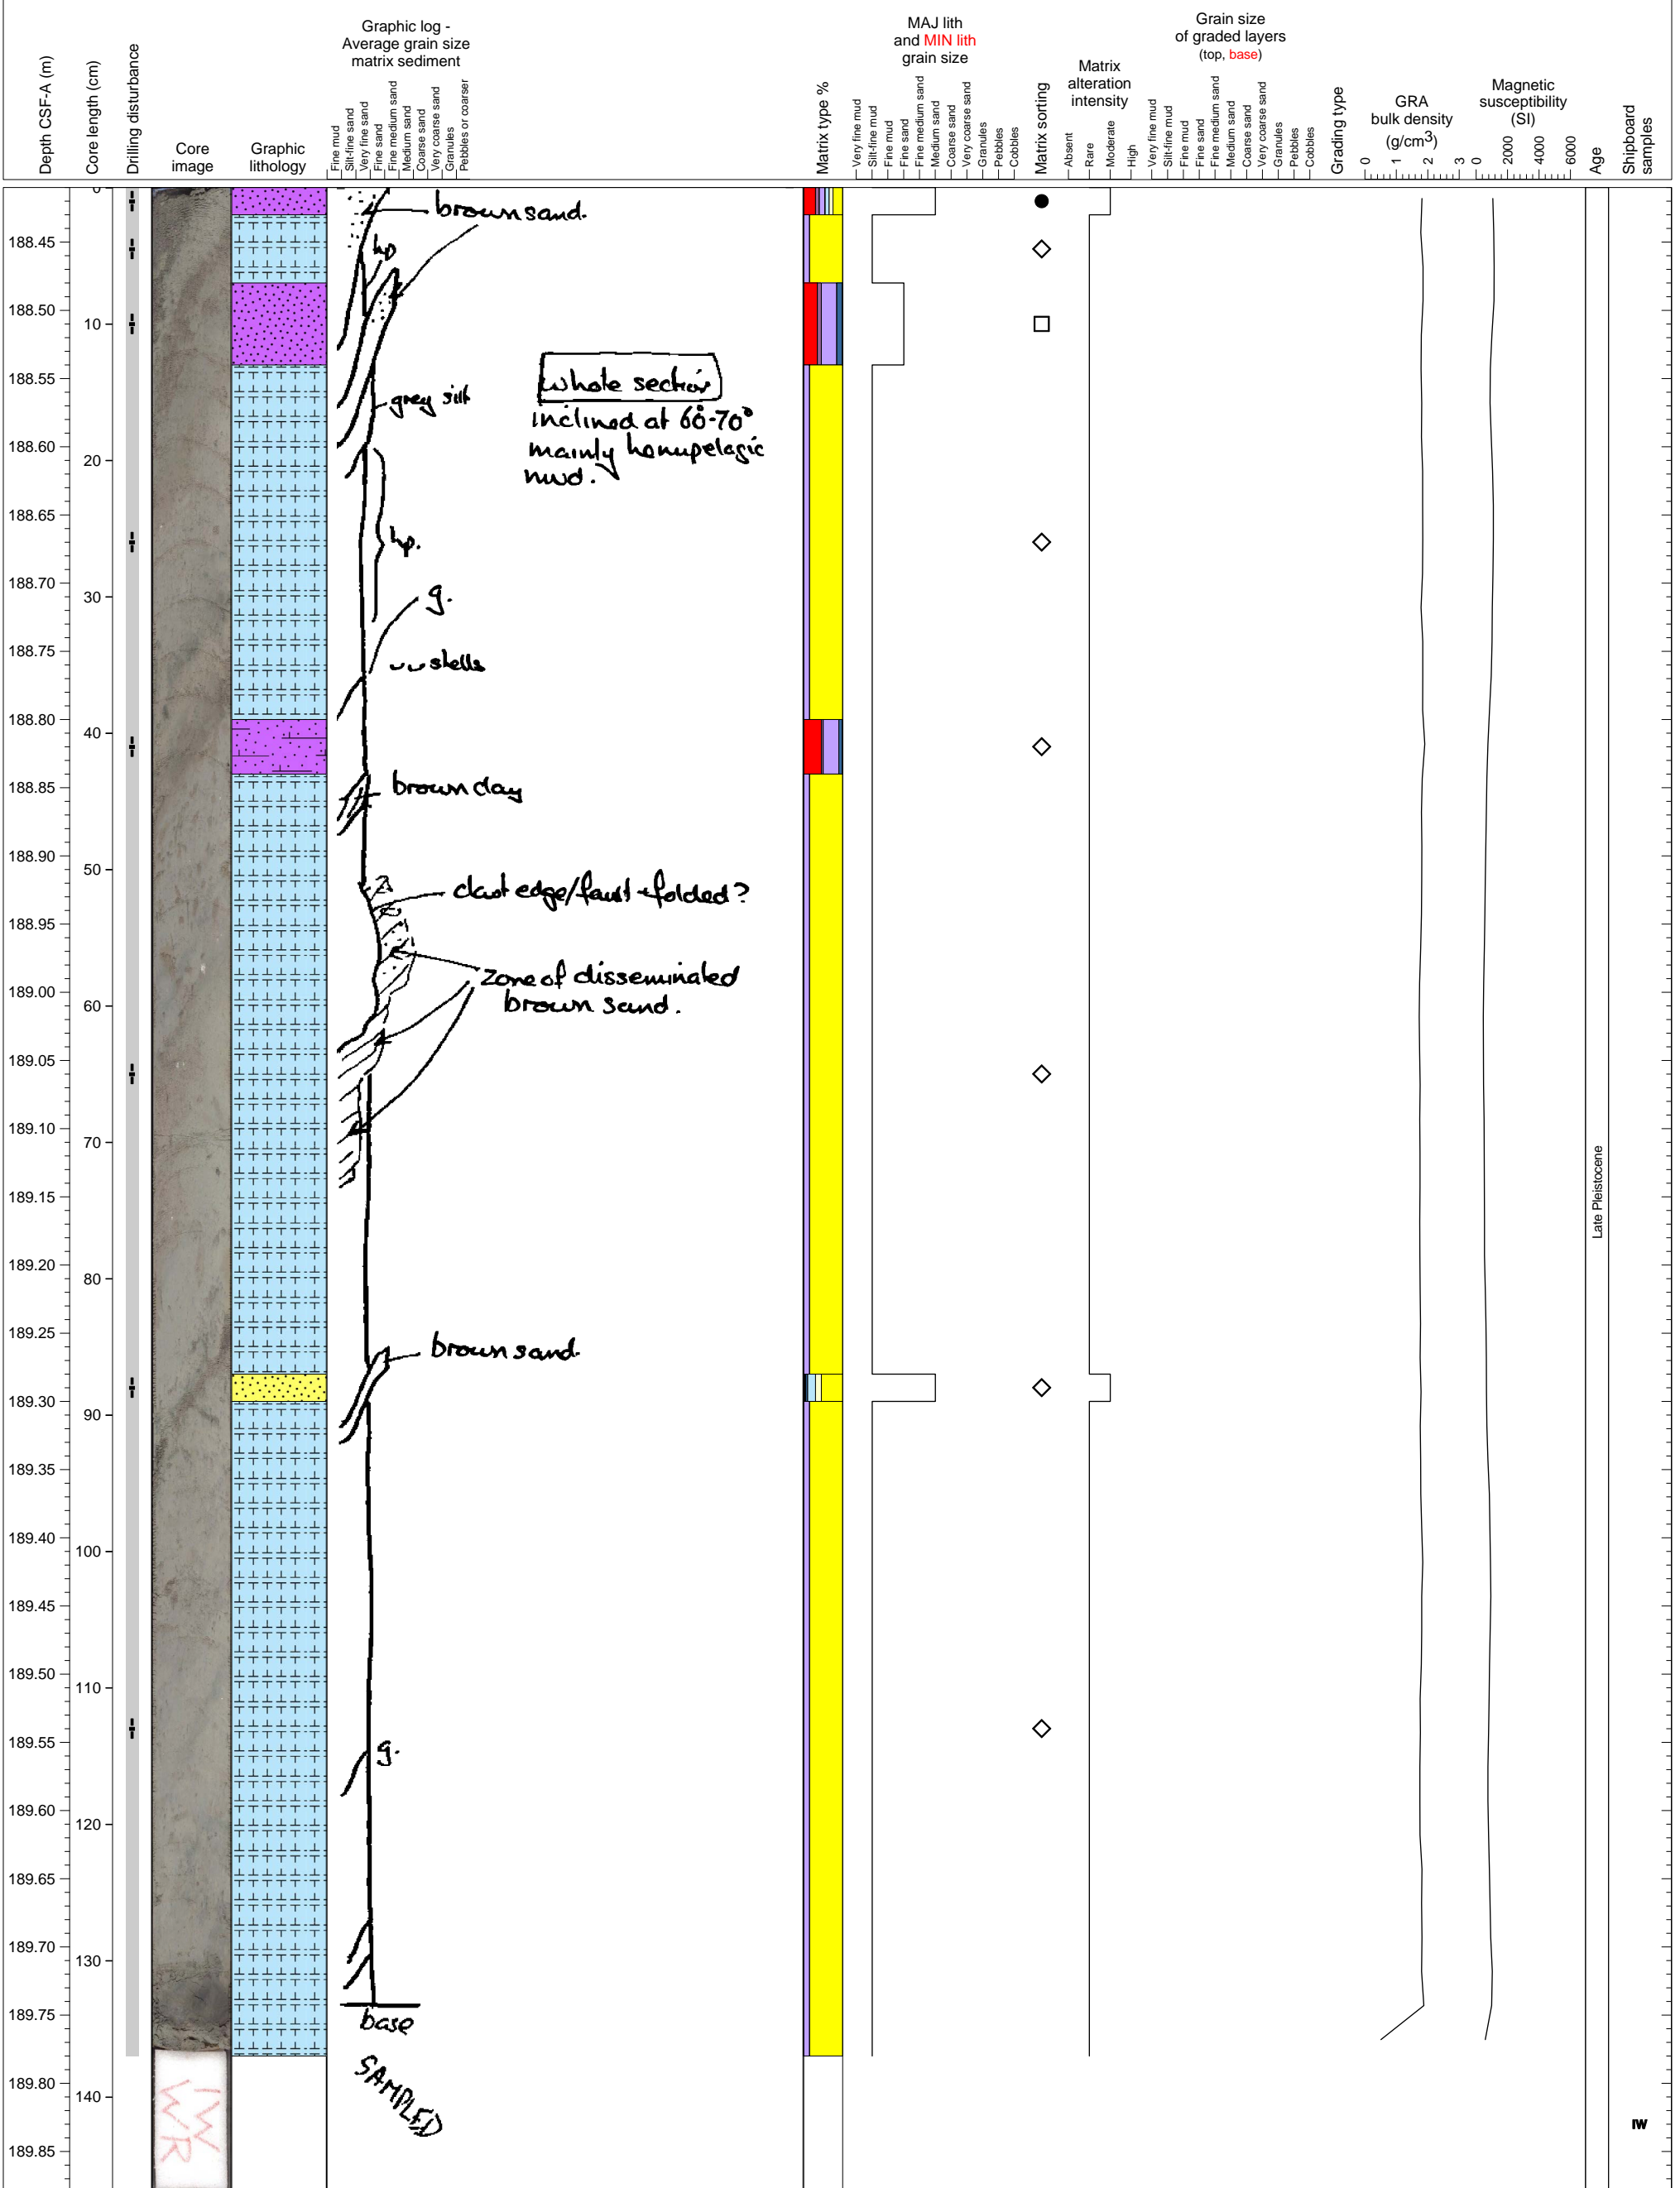 Depth CSF-A (m)
Core length (cm)
Drilling disturbance
Core
image
Graphic
lithology
Graphic log -
Average grain size
matrix sediment
Fine mud
Silt-fine sand
Very fine sand
Fine sand
Fine medium sand
Medium sand
Coarse sand
Very coarse sand
Granules
Pebbles or coarser
Matrix type %
MAJ lith
and MIN lith
grain size
Very fine mud
Silt-fine mud
Fine mud
Fine sand
Fine medium sand
Medium sand
Coarse sand
Very coarse sand
Granules
Pebbles
Cobbles
Matrix sorting
Matrix
alteration
intensity
Absent
Rare
Moderate
High
Grain size
of graded layers
(top, base)
Very fine mud
Silt-fine mud
Fine mud
Fine sand
Fine medium sand
Medium sand
Coarse sand
Very coarse sand
Granules
Pebbles
Cobbles
Grading type
GRA
bulk density
(g/cm3)
0 1 2 3
Magnetic
susceptibility
(SI)
0 2000 4000 6000
Age
Shipboard
samples
0
brown sand.
188.45
hp
188.50
10
188.55
whole section
grey silt
inclined at 60-70°
188.60
20
mainly hemipelagic
mud.
188.65
hp.
188.70
30
g.
188.75
shells
188.80
40
188.85
brown clay
188.90
50
clast edge/fault-folded?
188.95
zone of disseminated
189.00
60
brown sand.
189.05
189.10
70
189.15
Late Pleistocene
189.20
80
189.25
brown sand.
189.30
90
189.35
189.40
100
189.45
189.50
110
189.55
g.
189.60
120
189.65
189.70
130
189.75
base
189.80
SAMPLED
140
IW
WR
IW
189.85